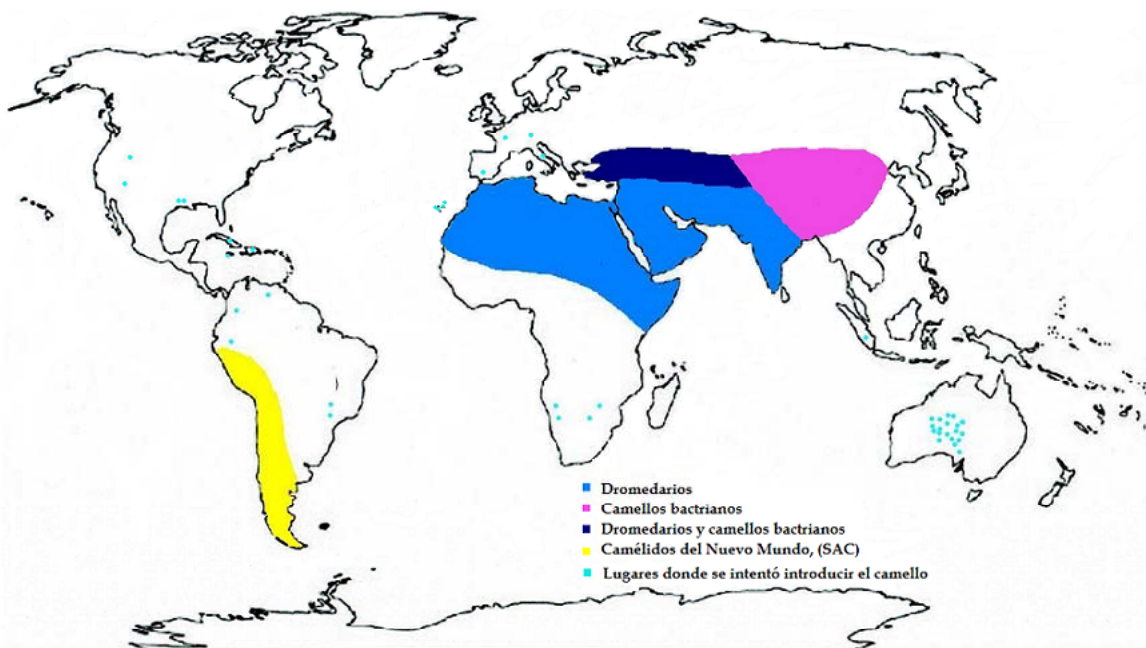 Dromedarios
Camellos bactrianos
Dromedarios y camellos bactrianos
Camélidos del Nuevo Mundo, (SAC)
Lugares donde se intentó introducir el camello